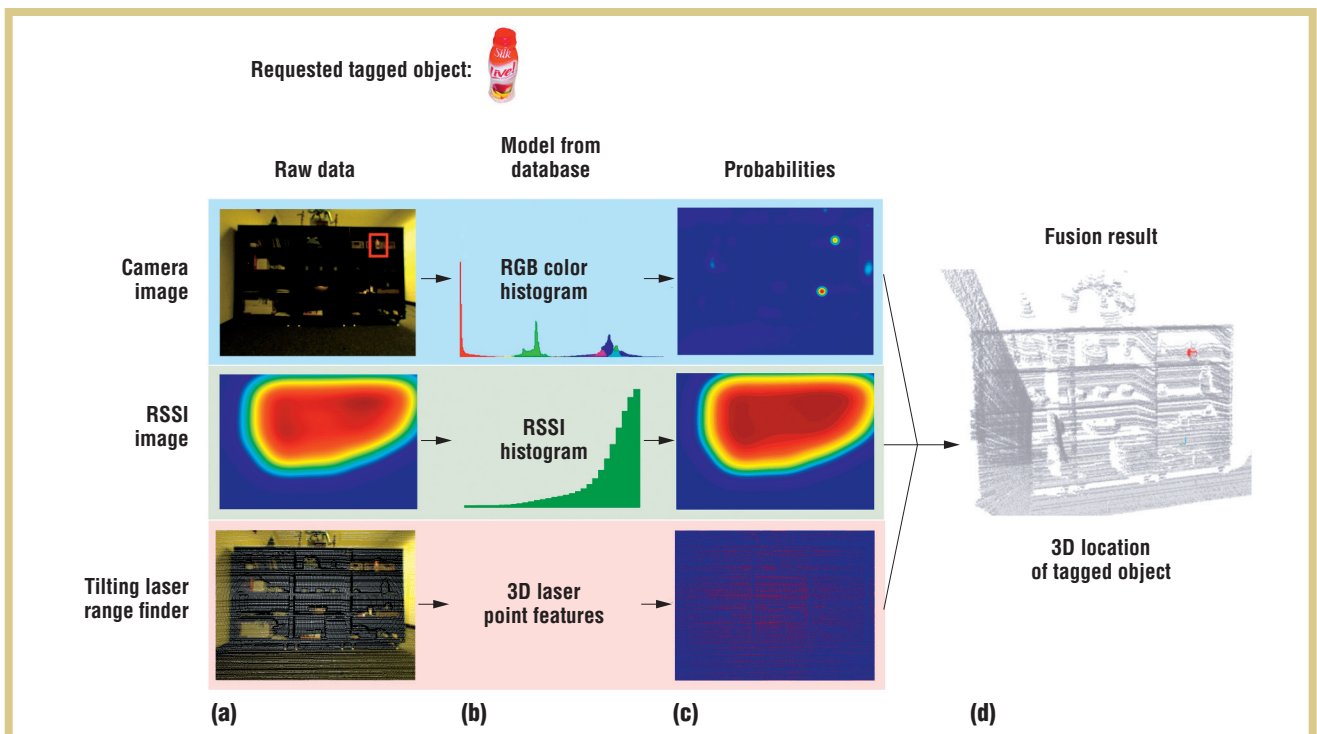 Requested tagged object:
Silk
Live!
Raw data
Model from
database
Probabilities
Camera
image
RGB color
histogram
Fusion result
RSSI
image
RSSI
histogram
Tilting laser
range finder
3D laser
point features
3D location
of tagged object
(a)
(b)
(c)
(d)